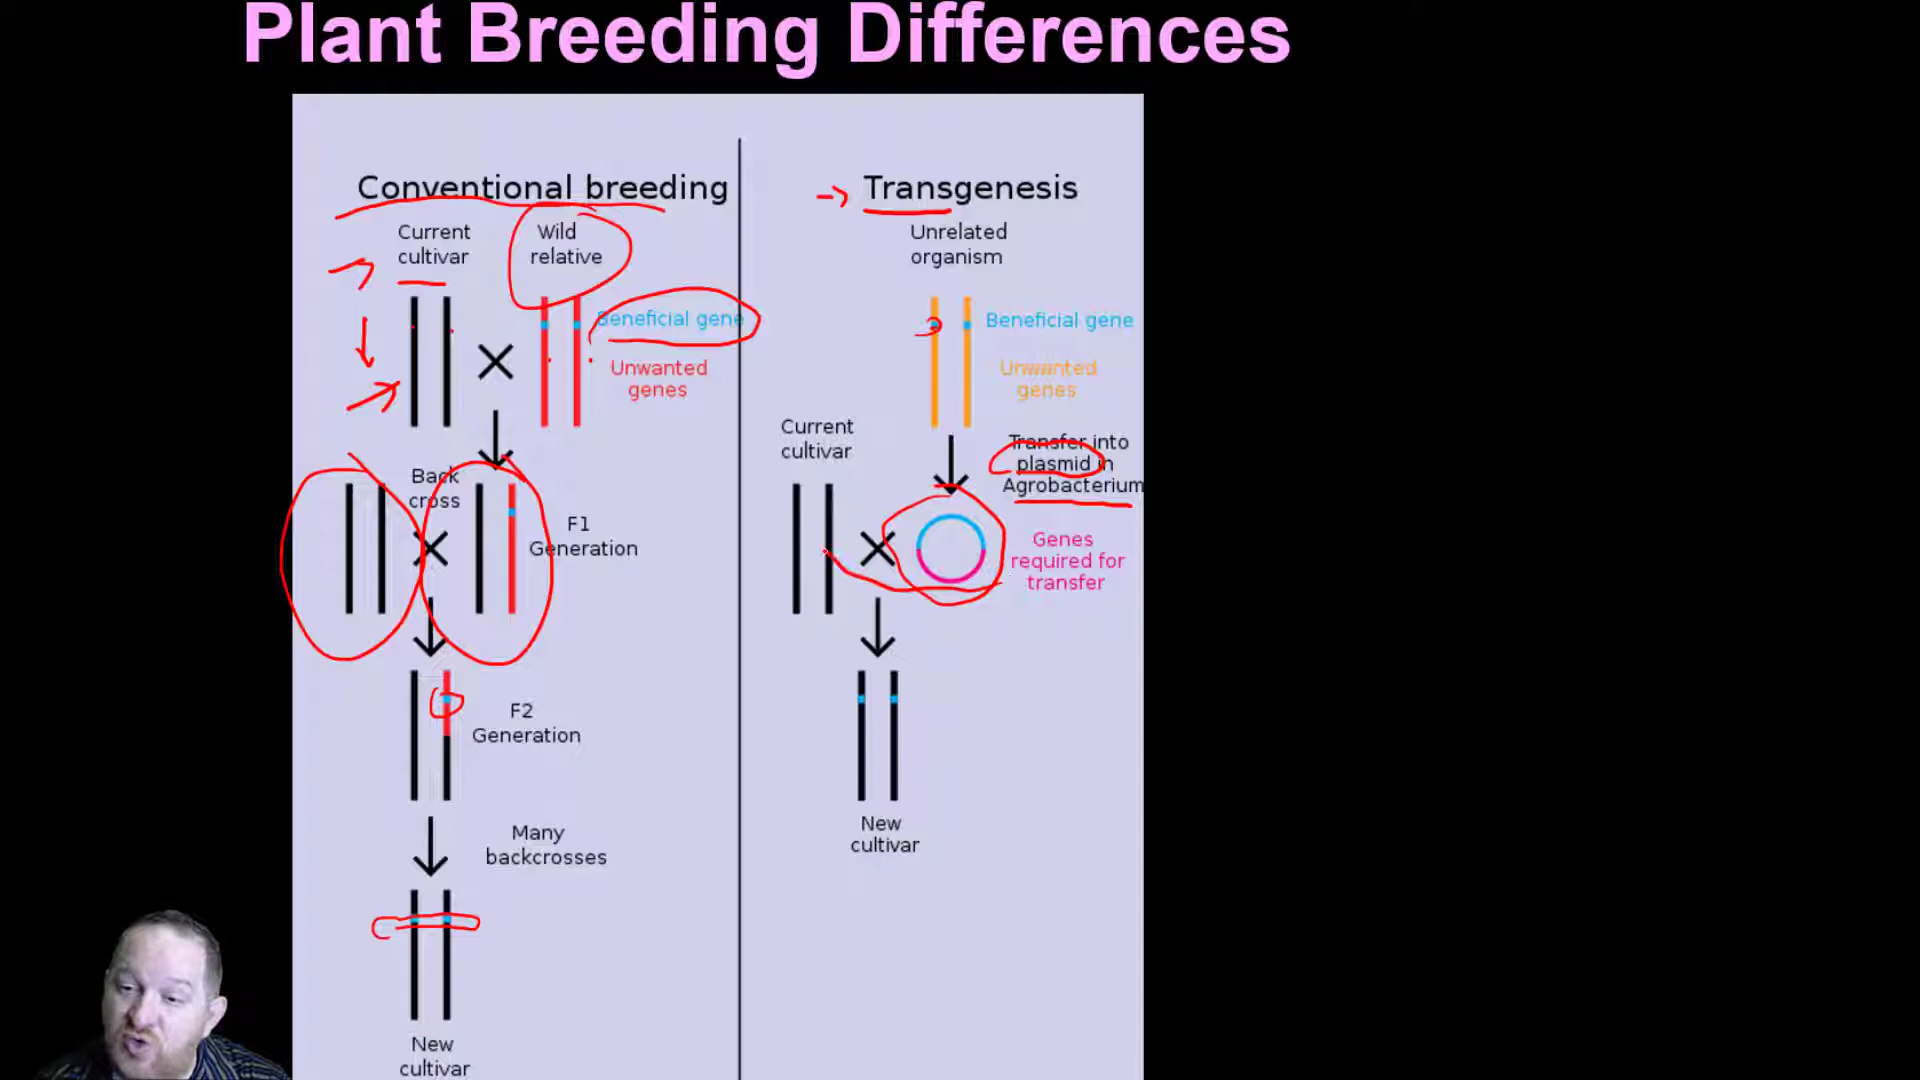 Plant Breeding Differences
Conventional breeding
Current
cultivar
Wild
relative
Beneficial gene
Unwanted
genes
Back
cross
F1
Generation
F2
Generation
Many
backcrosses
New
cultivar
Transgenesis
Unrelated
organism
Beneficial gene
Unwanted
genes
Current
cultivar
Transfer into
plasmid in
Agrobacterium
Genes
required for
transfer
New
cultivar